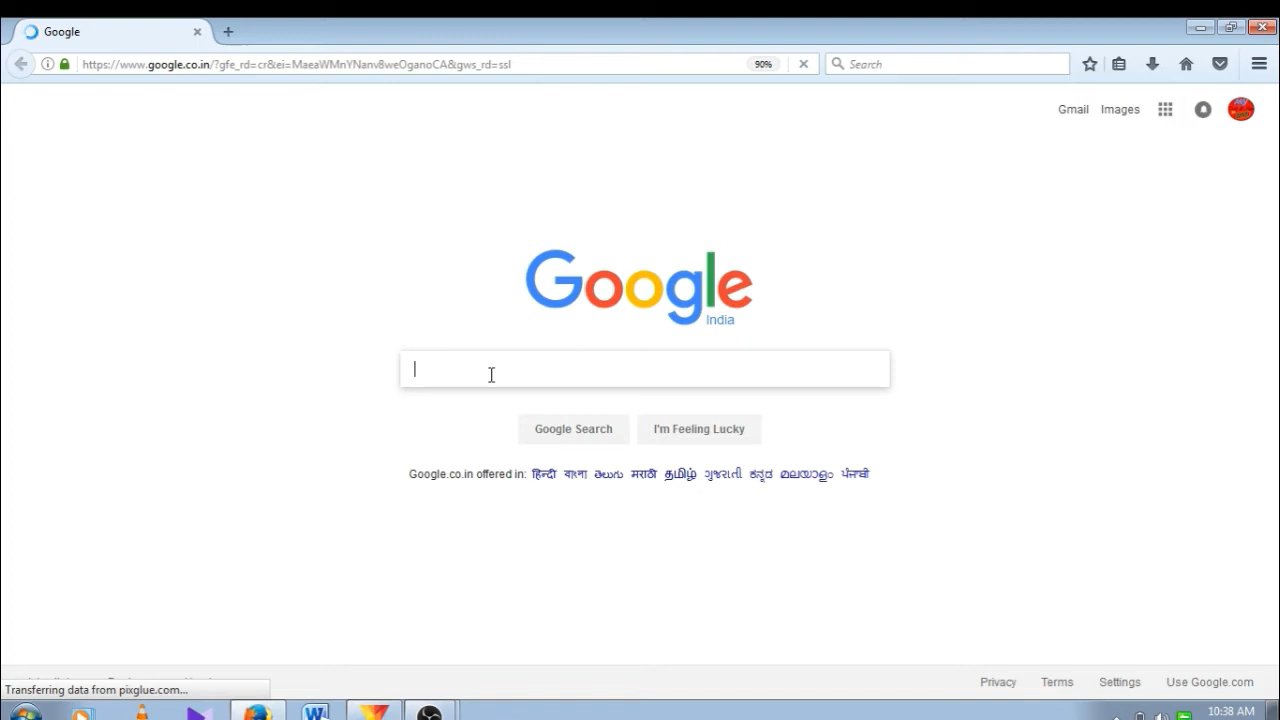 Google
https://www.google.co.in/?gfe_rd=cr&ei=MaeaWMnYNanv8weOganoCA&gws_rd=ssl
90%
Search
Gmail Images
Google
India
Google Search
I'm Feeling Lucky
Google.co.in offered in: हिन्दी বাংলা తెలుగు मराठी தமிழ் ગુજરાતી ಕನ್ನಡ മലയാളം ਪੰਜਾਬੀ
Privacy Terms Settings Use Google.com
Transferring data from pixglue.com...
10:38 AM